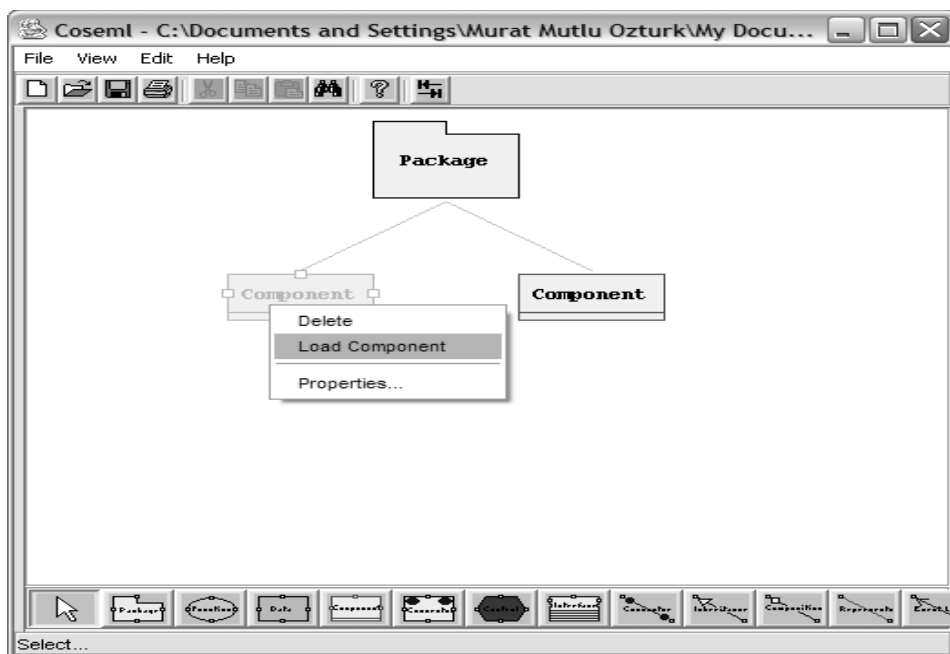 Coseml - C:\Documents and Settings\Murat Mutlu Ozturk\My Docu...
File View Edit Help
Package
Component Component
Delete
Load Component
Properties...
Package Function Data Component Control Interface Connector Composition Represents
Select...